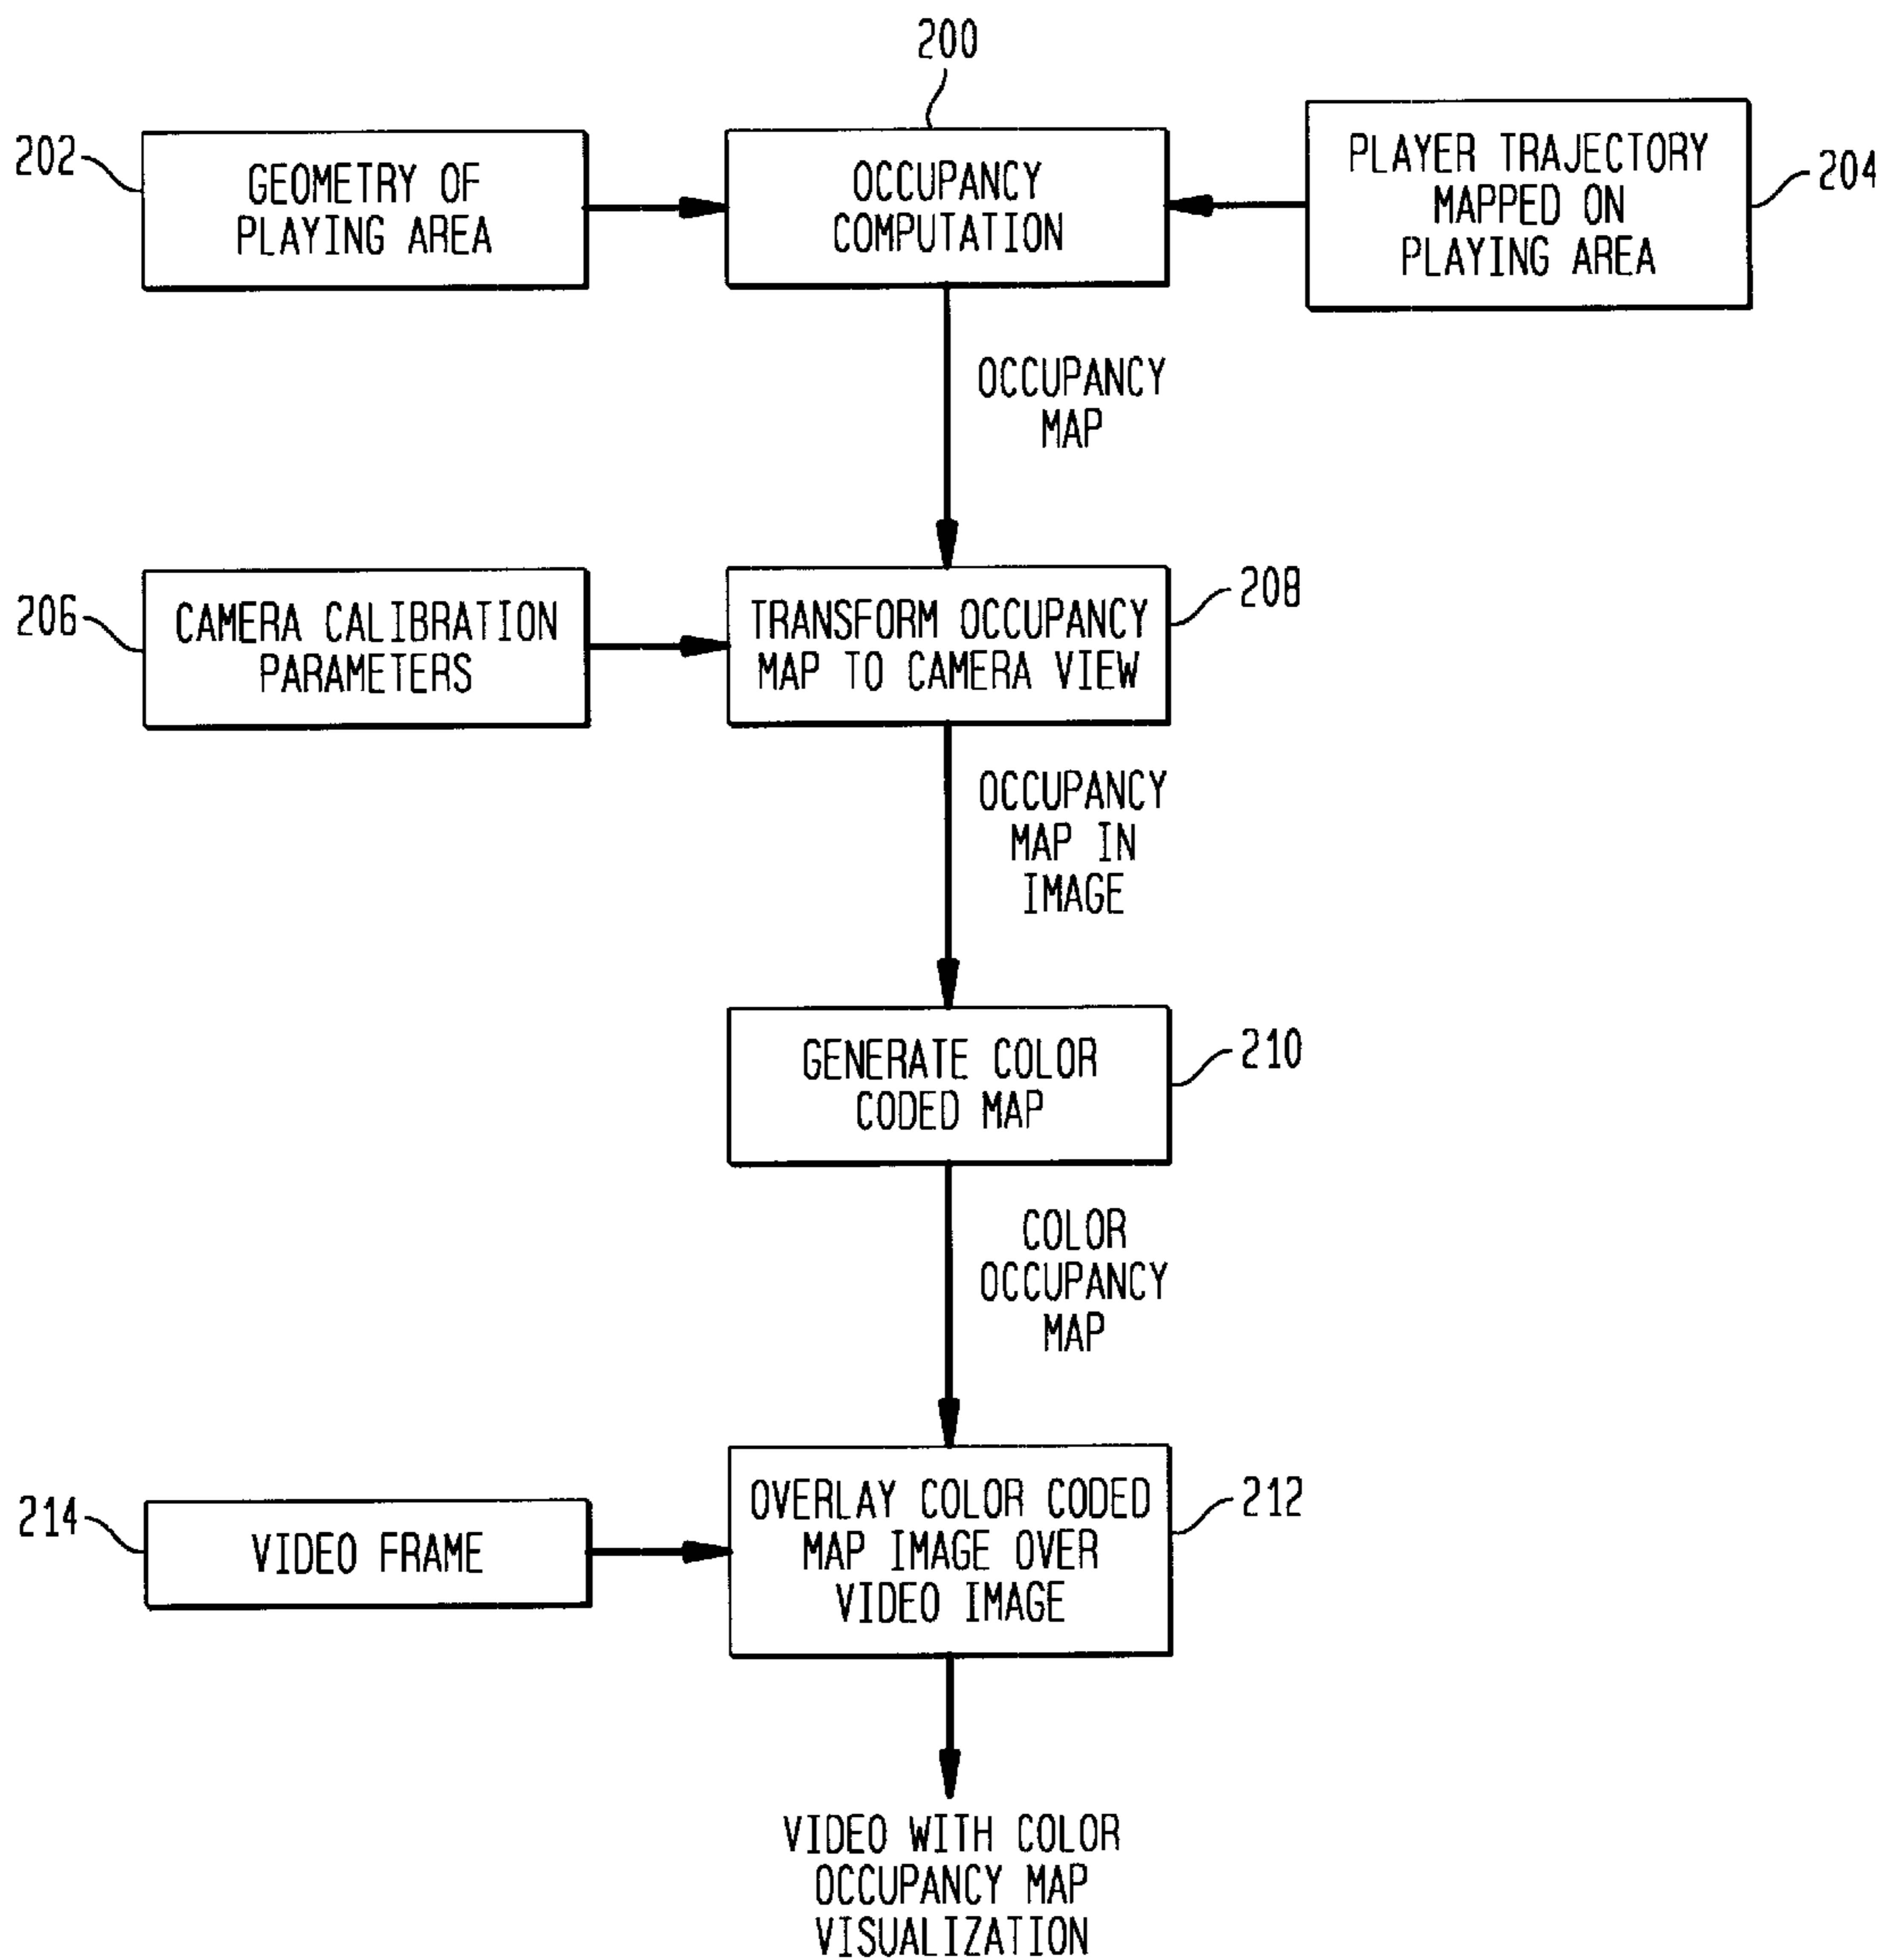 200
202
GEOMETRY OF
PLAYING AREA
OCCUPANCY
COMPUTATION
PLAYER TRAJECTORY
MAPPED ON
PLAYING AREA
204
OCCUPANCY
MAP
206
CAMERA CALIBRATION
PARAMETERS
TRANSFORM OCCUPANCY
MAP TO CAMERA VIEW
208
OCCUPANCY
MAP IN
IMAGE
GENERATE COLOR
CODED MAP
210
COLOR
OCCUPANCY
MAP
214
VIDEO FRAME
OVERLAY COLOR CODED
MAP IMAGE OVER
VIDEO IMAGE
212
VIDEO WITH COLOR
OCCUPANCY MAP
VISUALIZATION